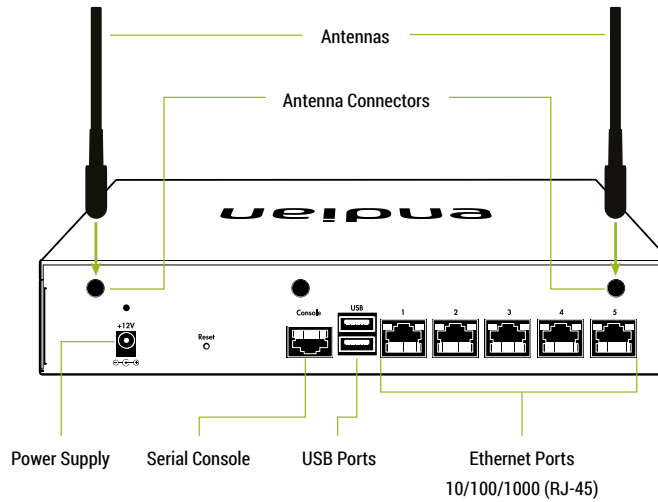 Antennas
Antenna Connectors
endian
Console
USB
1
2
3
4
5
+12V
Reset
Power Supply
Serial Console
USB Ports
Ethernet Ports
10/100/1000 (RJ-45)